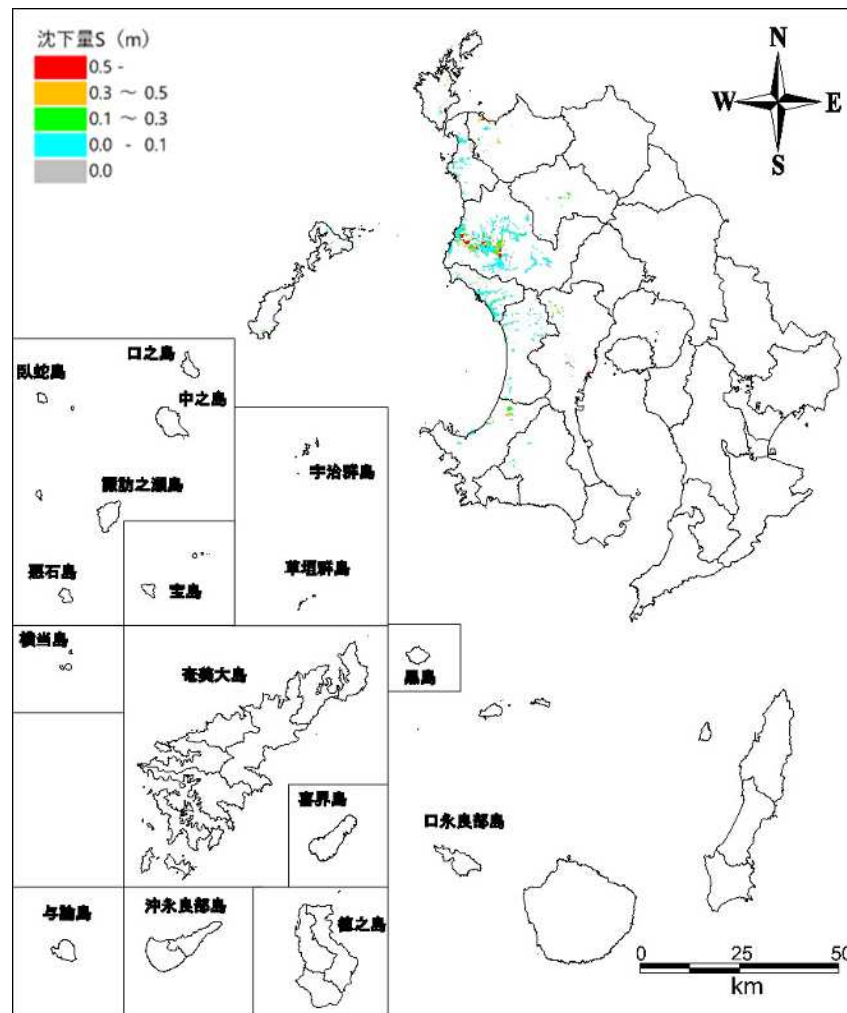 沈下量S（m）
0.5 -
0.3 ～ 0.5
0.1 ～ 0.3
0.0 - 0.1
0.0
N
W
E
S
口之島
臥蛇島
中之島
諏訪之瀬島
悪石島
宝島
宇治群島
草垣群島
横当島
奄美大島
黒島
喜界島
口永良部島
与論島
沖永良部島
徳之島
0
25
50
km